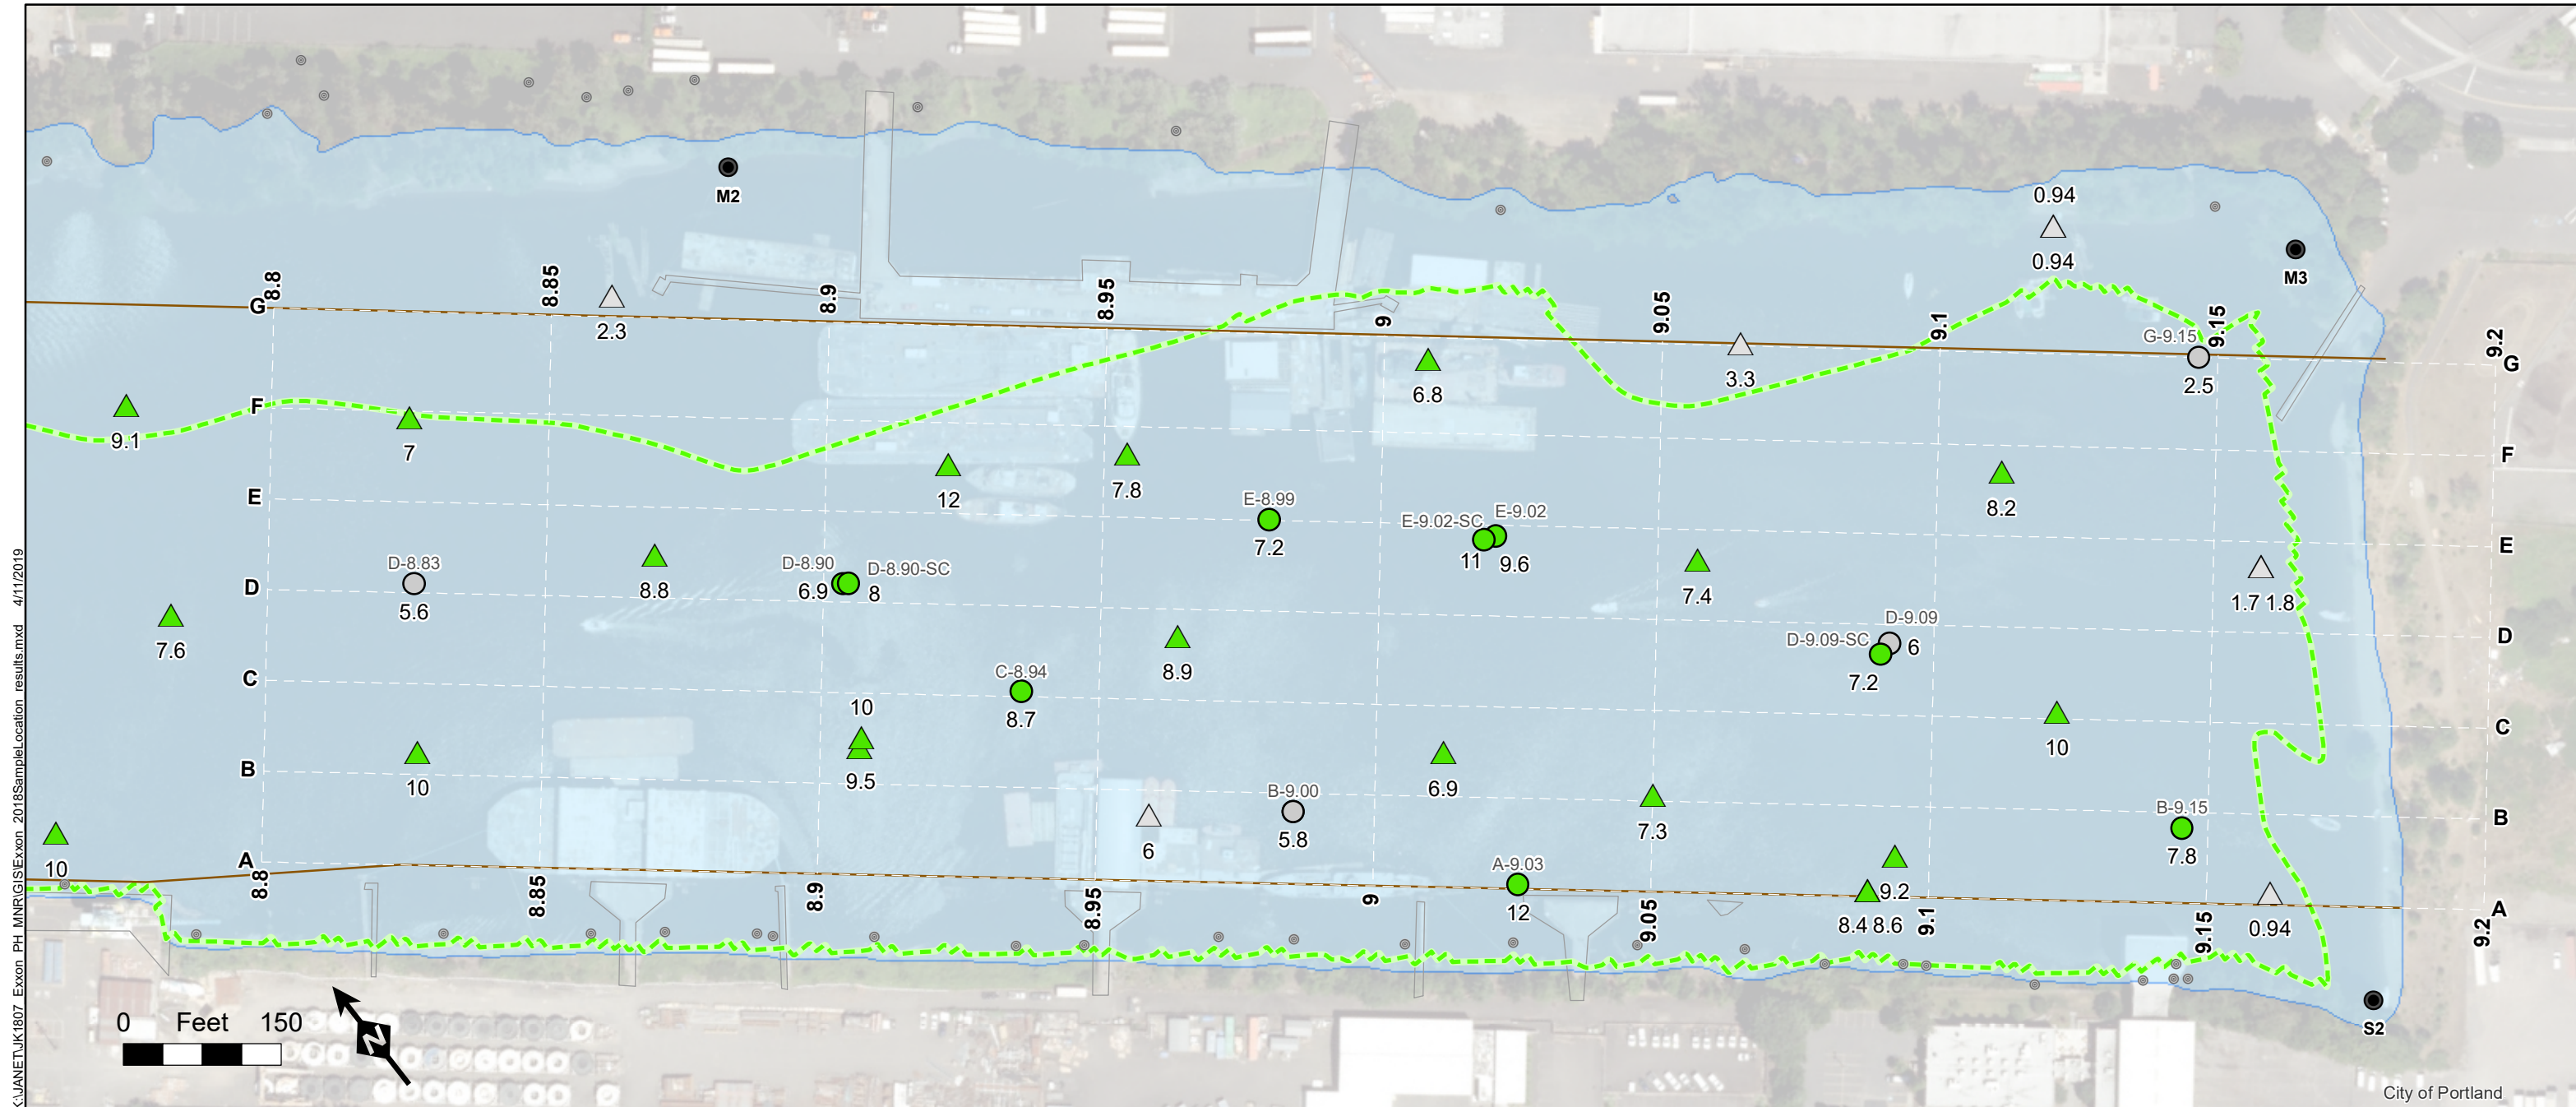 M2
0.94
0.94
M3
8.8
8.85
8.9
8.95
9
9.05
9.1
9.15
9.2
G
G
2.3
3.3
G-9.15
2.5
6.8
F
F
9.1
7
12
7.8
8.2
E
E
E-8.99
7.2
E-9.02-SC
E-9.02
11
9.6
D
D
D-8.83
5.6
8.8
D-8.90
D-8.90-SC
6.9
8
7.4
1.7 1.8
7.6
8.9
D-9.09
D-9.09-SC
6
7.2
C
C
C-8.94
8.7
10
10
9.5
6.9
10
B
B
10
6
B-9.00
5.8
7.3
B-9.15
7.8
A
A
10
A-9.03
12
9.2
8.4 8.6
0.94
8.8
8.85
8.9
8.95
9
9.05
9.1
9.15
9.2
S2
0 Feet 150
N
City of Portland
K:\JANET\JK1807_Exxon_PH_MNR\GIS\Exxon_2018SampleLocation_results.mxd 4/11/2019